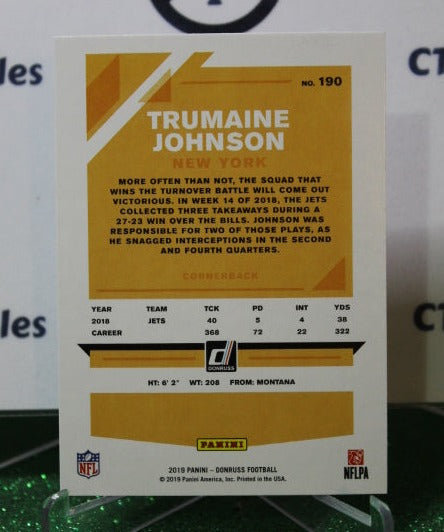 bles
CT
NO. 190
TRUMAINE
JOHNSON
NEW YORK
MORE OFTEN THAN NOT, THE SQUAD THAT
WINS THE TURNOVER BATTLE WILL COME OUT
VICTORIOUS. IN WEEK 14 OF 2018, THE JETS
COLLECTED THREE TAKEAWAYS DURING A
27-23 WIN OVER THE BILLS. JOHNSON WAS
RESPONSIBLE FOR TWO OF THOSE PLAYS, AS
HE SNAGGED INTERCEPTIONS IN THE SECOND
AND FOURTH QUARTERS.
CORNERBACK
YEAR TEAM TCK PD INT YDS
2018 JETS 40 5 4 38
CAREER 368 72 22 322
bles
CT
DONRUSS
HT: 6' 2" WT: 208 FROM: MONTANA
PANINI
NFL
2019 PANINI – DONRUSS FOOTBALL
© 2019 Panini America, Inc. Printed in the USA.
NFLPA